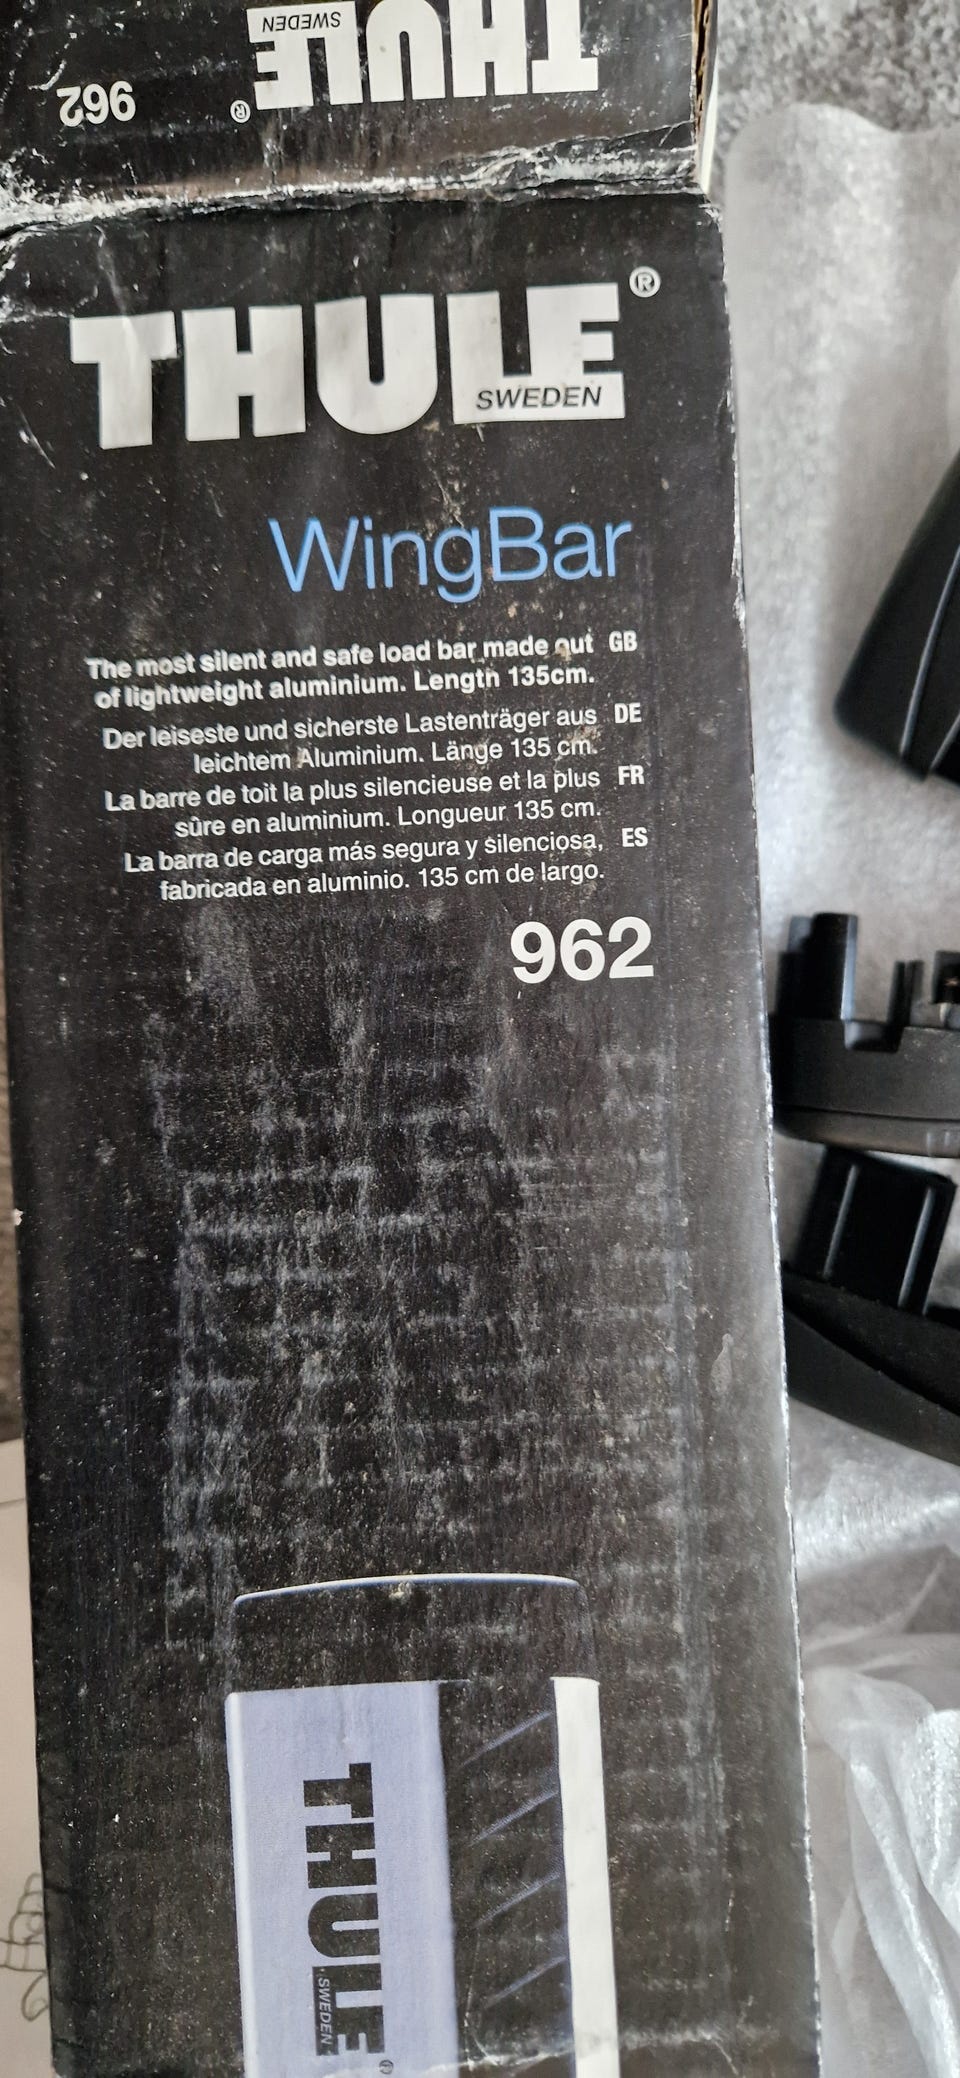 THULE
SWEDEN
®
962
THULE®
SWEDEN
WingBar
The most silent and safe load bar made out GB
of lightweight aluminium. Length 135cm.
Der leiseste und sicherste Lastenträger aus DE
leichtem Aluminium. Länge 135 cm.
La barre de toit la plus silencieuse et la plus FR
sûre en aluminium. Longueur 135 cm.
La barra de carga más segura y silenciosa, ES
fabricada en aluminio. 135 cm de largo.
962
THULE®
SWEDEN